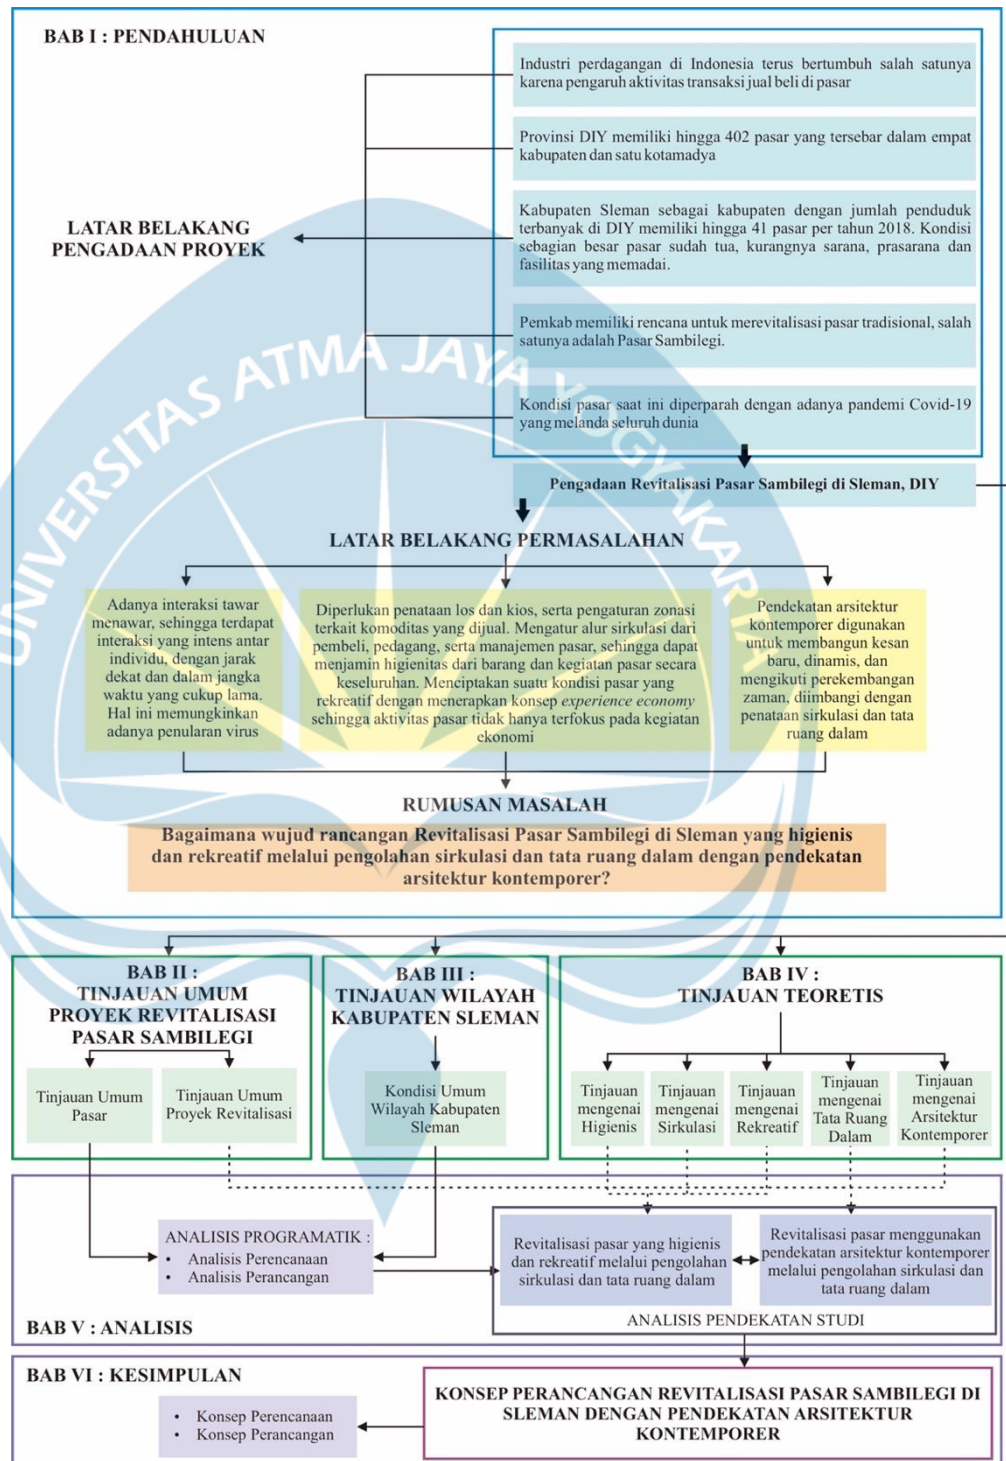 BAB I : PENDAHULUAN
Industri perdagangan di Indonesia terus bertumbuh salah satunya
karena pengaruh aktivitas transaksi jual beli di pasar
Provinsi DIY memiliki hingga 402 pasar yang tersebar dalam empat
kabupaten dan satu kotamadya
LATAR BELAKANG
PENGADAAN PROYEK
Kabupaten Sleman sebagai kabupaten dengan jumlah penduduk
terbanyak di DIY memiliki hingga 41 pasar per tahun 2018. Kondisi
sebagian besar pasar sudah tua, kurangnya sarana, prasarana dan
fasilitas yang memadai.
Pemkab memiliki rencana untuk merevitalisasi pasar tradisional, salah
satunya adalah Pasar Sambilegi.
Kondisi pasar saat ini diperparah dengan adanya pandemi Covid-19
yang melanda seluruh dunia
Pengadaan Revitalisasi Pasar Sambilegi di Sleman, DIY
UNIVERSITAS ATMA JAYA YOGYAKARTA
LATAR BELAKANG PERMASALAHAN
Adanya interaksi tawar
menawar, sehingga terdapat
interaksi yang intens antar
individu, dengan jarak
dekat dan dalam jangka
waktu yang cukup lama.
Hal ini memungkinkan
adanya penularan virus
Diperlukan penataan los dan kios, serta pengaturan zonasi
terkait komoditas yang dijual. Mengatur alur sirkulasi dari
pembeli, pedagang, serta manajemen pasar, sehingga dapat
menjamin higienitas dari barang dan kegiatan pasar secara
keseluruhan. Menciptakan suatu kondisi pasar yang
rekreatif dengan menerapkan konsep experience economy
sehingga aktivitas pasar tidak hanya terfokus pada kegiatan
ekonomi
Pendekatan arsitektur
kontemporer digunakan
untuk membangun kesan
baru, dinamis, dan
mengikuti perekembangan
zaman, diimbangi dengan
penataan sirkulasi dan tata
ruang dalam
RUMUSAN MASALAH
Bagaimana wujud rancangan Revitalisasi Pasar Sambilegi di Sleman yang higienis
dan rekreatif melalui pengolahan sirkulasi dan tata ruang dalam dengan pendekatan
arsitektur kontemporer?
BAB II :
TINJAUAN UMUM
PROYEK REVITALISASI
PASAR SAMBILEGI
Tinjauan Umum
Pasar
Tinjauan Umum
Proyek Revitalisasi
BAB III :
TINJAUAN WILAYAH
KABUPATEN SLEMAN
Kondisi Umum
Wilayah Kabupaten
Sleman
BAB IV :
TINJAUAN TEORETIS
Tinjauan
mengenai
Higienis
Tinjauan
mengenai
Sirkulasi
Tinjauan
mengenai
Rekreatif
Tinjauan
mengenai
Tata Ruang
Dalam
Tinjauan
mengenai
Arsitektur
Kontemporer
ANALISIS PROGRAMATIK :
• Analisis Perencanaan
• Analisis Perancangan
Revitalisasi pasar yang higienis
dan rekreatif melalui pengolahan
sirkulasi dan tata ruang dalam
Revitalisasi pasar menggunakan
pendekatan arsitektur kontemporer
melalui pengolahan sirkulasi dan
tata ruang dalam
ANALISIS PENDEKATAN STUDI
BAB V : ANALISIS
BAB VI : KESIMPULAN
• Konsep Perencanaan
• Konsep Perancangan
KONSEP PERANCANGAN REVITALISASI PASAR SAMBILEGI DI
SLEMAN DENGAN PENDEKATAN ARSITEKTUR
KONTEMPORER